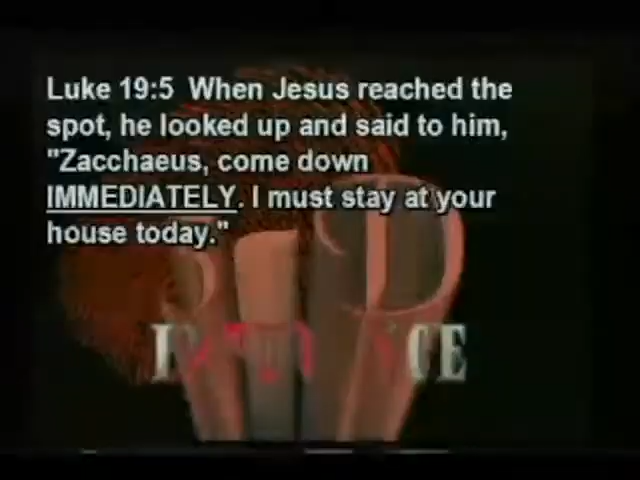 Luke 19:5  When Jesus reached the
spot, he looked up and said to him,
"Zacchaeus, come down
IMMEDIATELY. I must stay at your
house today."